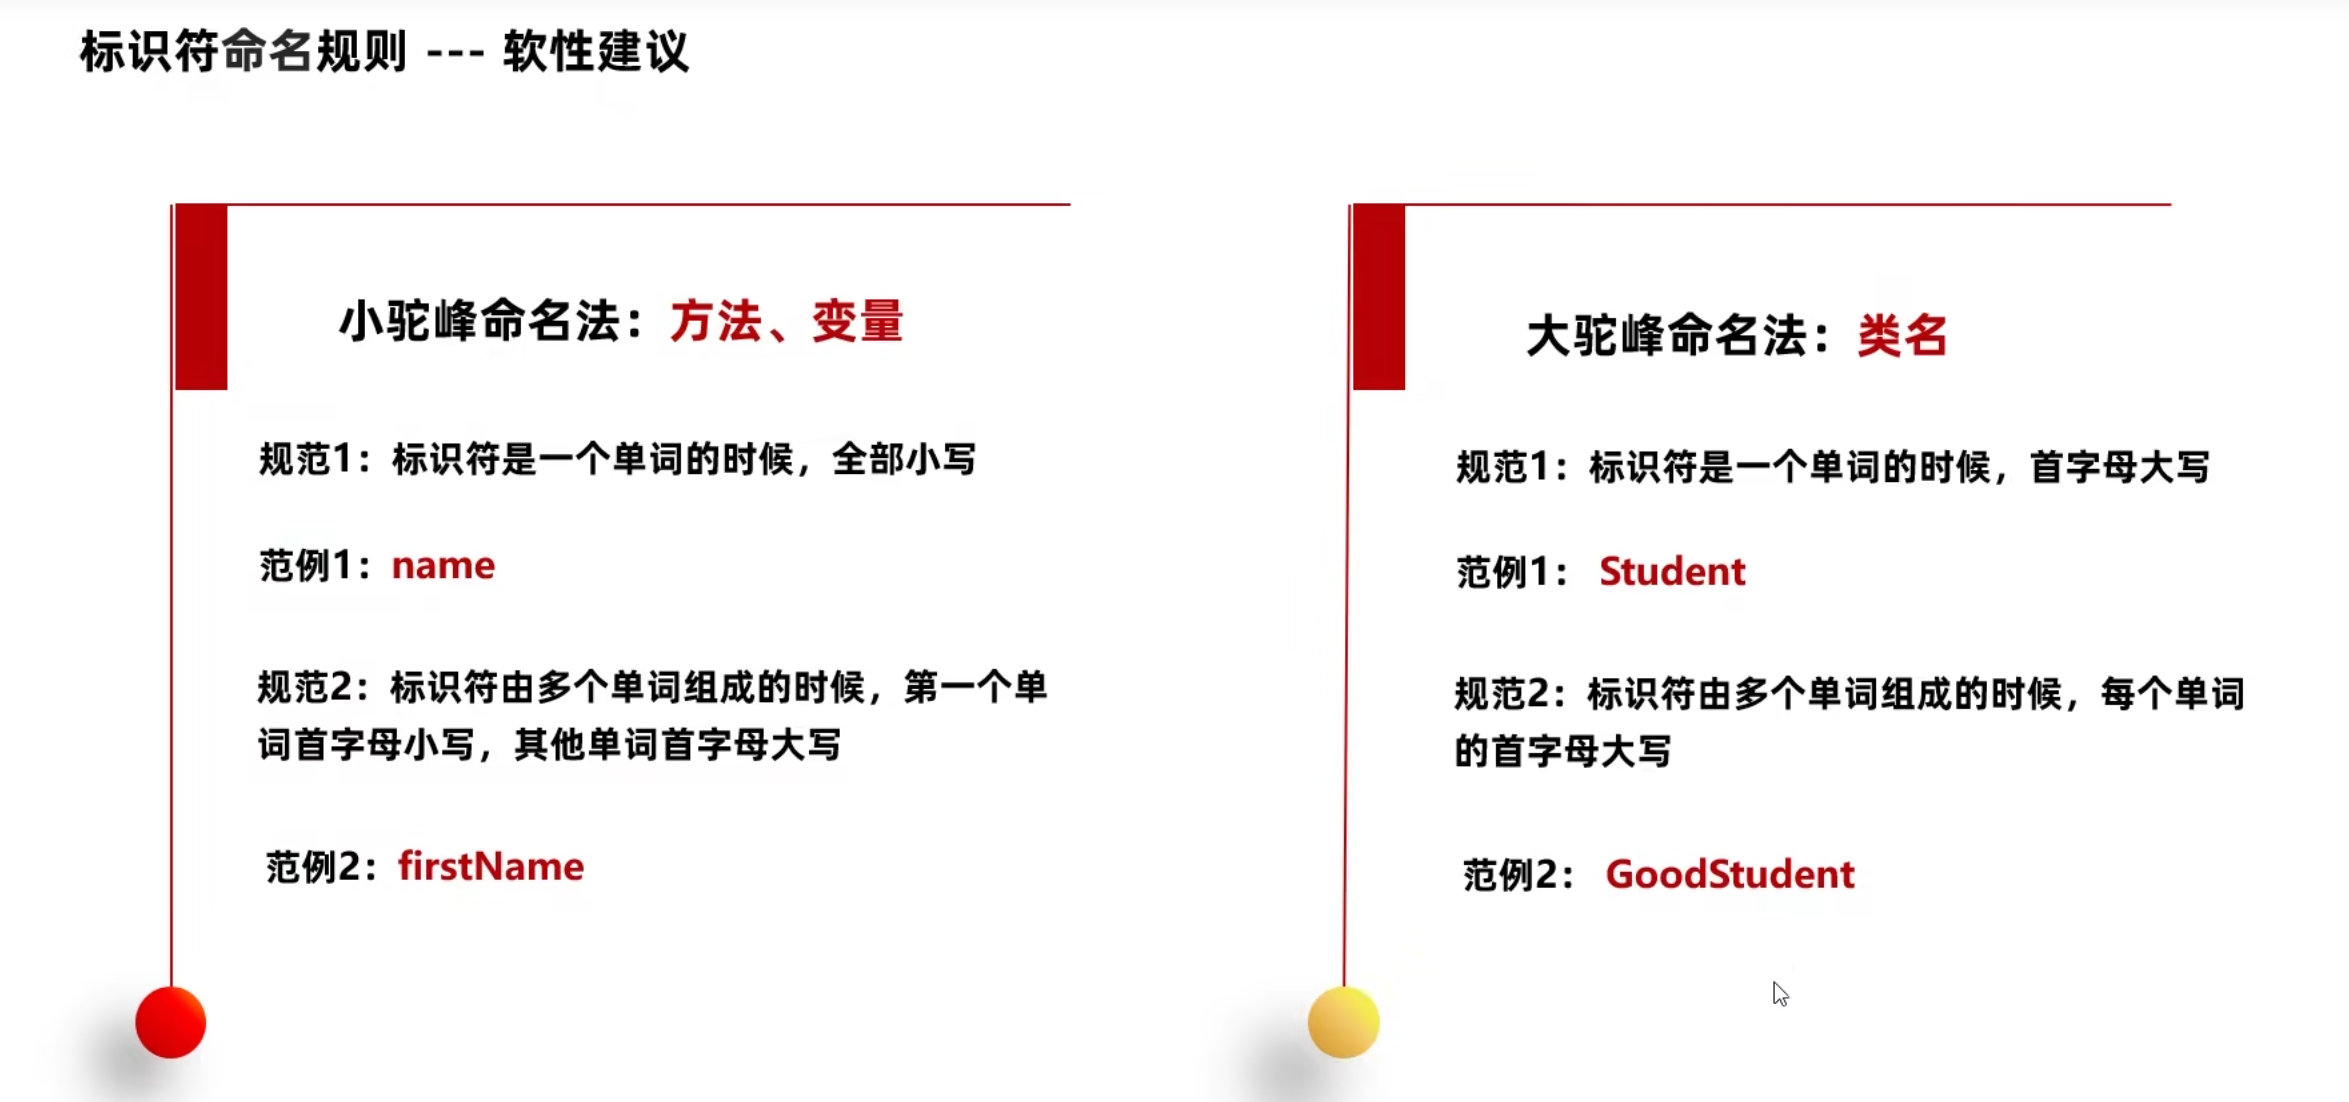 标识符命名规则 --- 软性建议
小驼峰命名法：方法、变量
规范1：标识符是一个单词的时候，全部小写
范例1：name
规范2：标识符由多个单词组成的时候，第一个单
词首字母小写，其他单词首字母大写
范例2：firstName
大驼峰命名法：类名
规范1：标识符是一个单词的时候，首字母大写
范例1： Student
规范2：标识符由多个单词组成的时候，每个单词
的首字母大写
范例2： GoodStudent